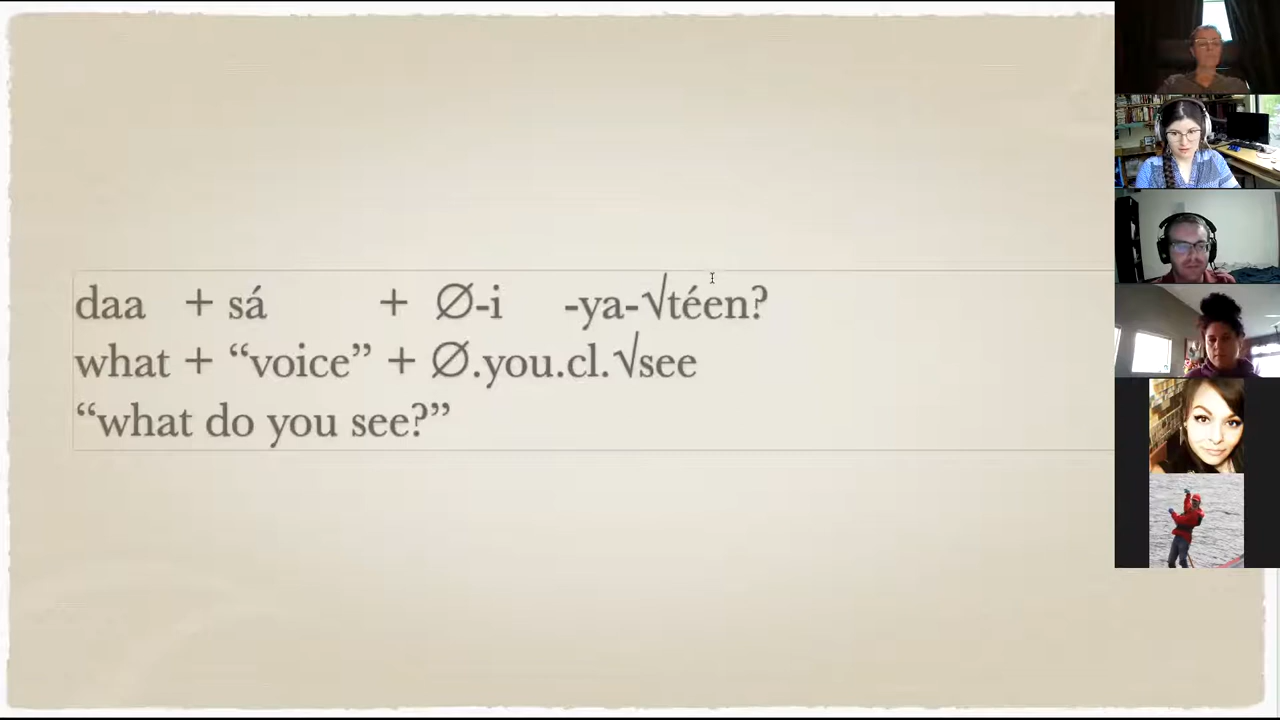 daa + sá + ∅-i -ya-√téen?
what + “voice” + ∅.you.cl.√see
“what do you see?”